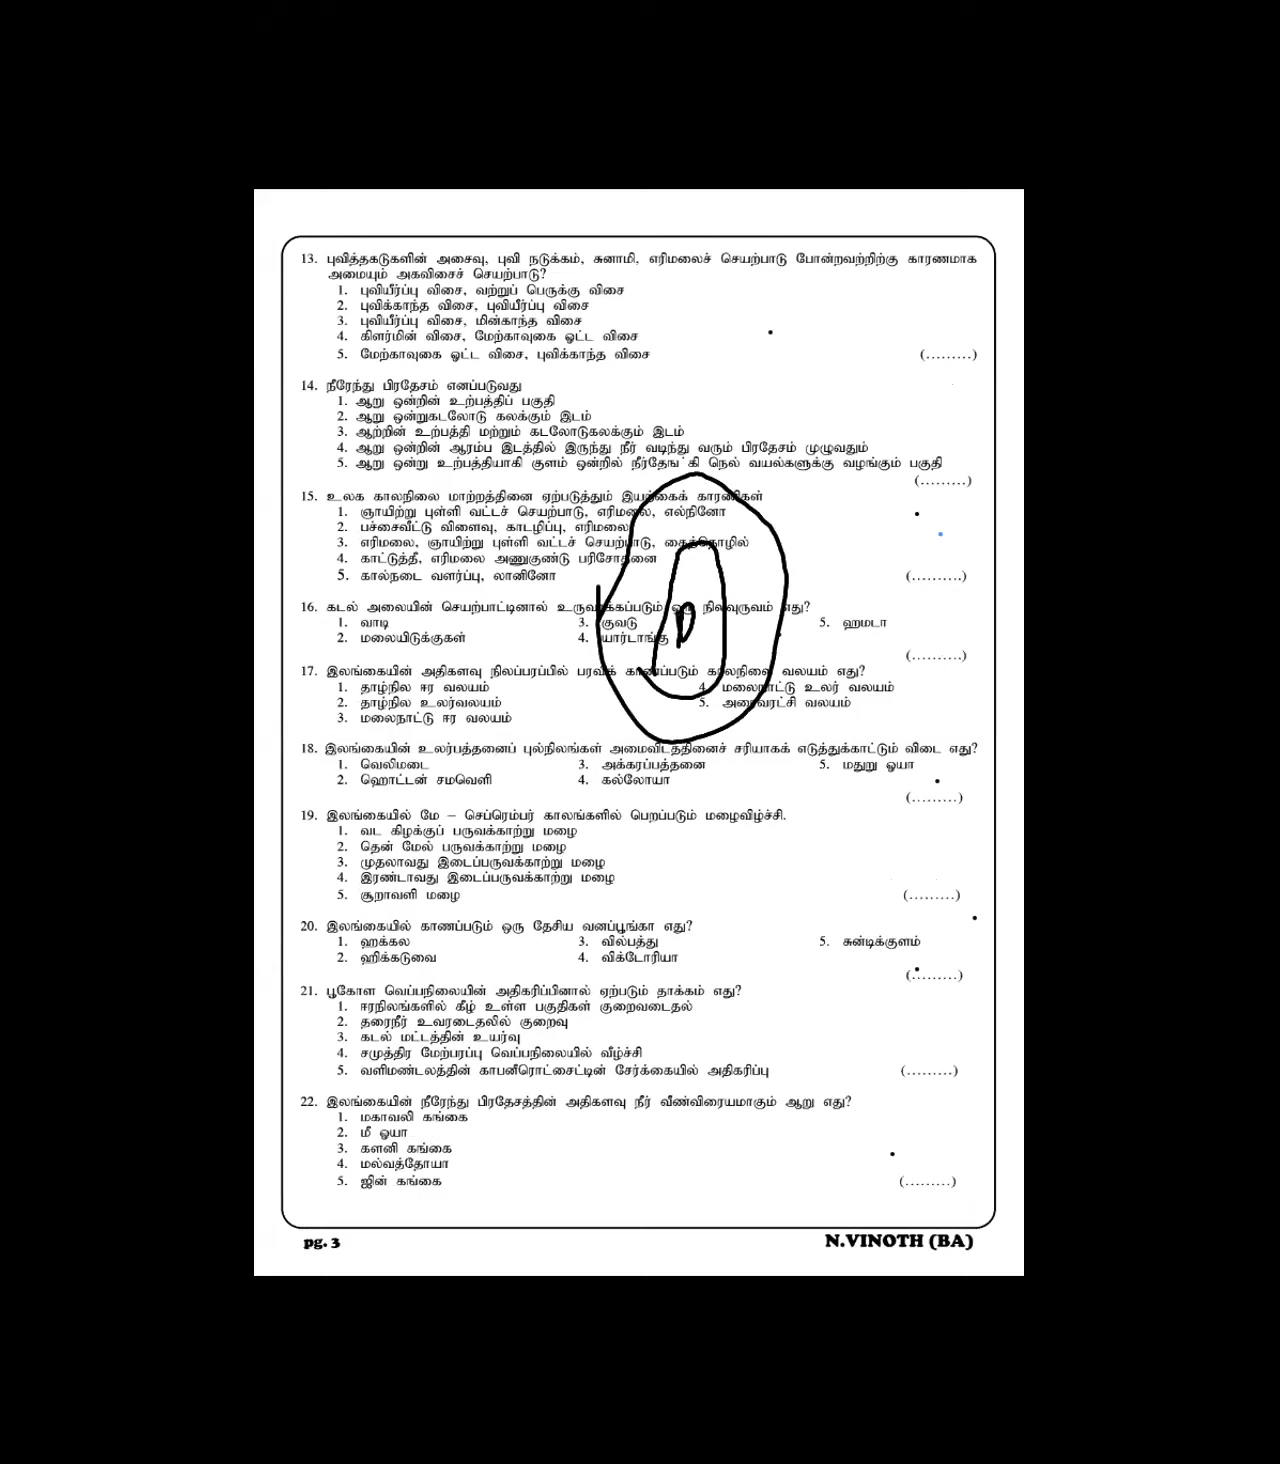 13. புவித்தகடுகளின் அசைவு, புவி நடுக்கம், சுனாமி, எரிமலைச் செயற்பாடு போன்றவற்றிற்கு காரணமாக
அமையும் அகவிசைச் செயற்பாடு?
1. புவியீர்ப்பு விசை, வற்றுப் பெருக்கு விசை
2. புவிக்காந்த விசை, புவியீர்ப்பு விசை
3. புவியீர்ப்பு விசை, மின்காந்த விசை
4. கிளர்மின் விசை, மேற்காவுகை ஓட்ட விசை
5. மேற்காவுகை ஓட்ட விசை, புவிக்காந்த விசை (.........)
14. நீரேந்து பிரதேசம் எனப்படுவது
1. ஆறு ஒன்றின் உற்பத்திப் பகுதி
2. ஆறு ஒன்றுகடலோடு கலக்கும் இடம்
3. ஆற்றின் உற்பத்தி மற்றும் கடலோடுகலக்கும் இடம்
4. ஆறு ஒன்றின் ஆரம்ப இடத்தில் இருந்து நீர் வடிந்து வரும் பிரதேசம் முழுவதும்
5. ஆறு ஒன்று உற்பத்தியாகி குளம் ஒன்றில் நீர்தேங்கி நெல் வயல்களுக்கு வழங்கும் பகுதி
(.........)
15. உலக காலநிலை மாற்றத்தினை ஏற்படுத்தும் இயற்கைக் காரணிகள்
1. ஞாயிற்று புள்ளி வட்டச் செயற்பாடு, எரிமலை, எல்நினோ
2. பச்சைவீட்டு விளைவு, காடழிப்பு, எரிமலை
3. எரிமலை, ஞாயிற்று புள்ளி வட்டச் செயற்பாடு, கைத்தொழில்
4. காட்டுத்தீ, எரிமலை அணுகுண்டு பரிசோதனை
5. கால்நடை வளர்ப்பு, லானினோ (..........)
16. கடல் அலையின் செயற்பாட்டினால் உருவாக்கப்படும் ஒரு நிலவுருவம் எது?
1. வாடி 3. குவடு 5. ஹமடா
2. மலையிடுக்குகள் 4. யார்டாங்கு
(..........)
17. இலங்கையின் அதிகளவு நிலப்பரப்பில் பரவிக் காணப்படும் காலநிலை வலயம் எது?
1. தாழ்நில ஈர வலயம் 4. மலைநாட்டு உலர் வலயம்
2. தாழ்நில உலர்வலயம் 5. அரைவரட்சி வலயம்
3. மலைநாட்டு ஈர வலயம்
18. இலங்கையின் உலர்பத்தனைப் புல்நிலங்கள் அமைவிடத்தினைச் சரியாகக் எடுத்துக்காட்டும் விடை எது?
1. வெலிமடை 3. அக்கரப்பத்தனை 5. மதுறு ஓயா
2. ஹொட்டன் சமவெளி 4. கல்லோயா
(.........)
19. இலங்கையில் மே – செப்ரெம்பர் காலங்களில் பெறப்படும் மழைவிழ்ச்சி.
1. வட கிழக்குப் பருவக்காற்று மழை
2. தென் மேல் பருவக்காற்று மழை
3. முதலாவது இடைப்பருவக்காற்று மழை
4. இரண்டாவது இடைப்பருவக்காற்று மழை
5. சூறாவளி மழை (.........)
20. இலங்கையில் காணப்படும் ஒரு தேசிய வனப்பூங்கா எது?
1. ஹக்கல 3. வில்பத்து 5. சுன்டிக்குளம்
2. ஹிக்கடுவை 4. விக்டோரியா
(.........)
21. பூகோள வெப்பநிலையின் அதிகரிப்பினால் ஏற்படும் தாக்கம் எது?
1. ஈரநிலங்களில் கீழ் உள்ள பகுதிகள் குறைவடைதல்
2. தரைநீர் உவரடைதலில் குறைவு
3. கடல் மட்டத்தின் உயர்வு
4. சமுத்திர மேற்பரப்பு வெப்பநிலையில் வீழ்ச்சி
5. வளிமண்டலத்தின் காபனீரொட்சைட்டின் சேர்க்கையில் அதிகரிப்பு (.........)
22. இலங்கையின் நீரேந்து பிரதேசத்தின் அதிகளவு நீர் வீண்விரையமாகும் ஆறு எது?
1. மகாவலி கங்கை
2. மீ ஓயா
3. களனி கங்கை
4. மல்வத்தோயா
5. ஜின் கங்கை (.........)
pg. 3 N.VINOTH (BA)